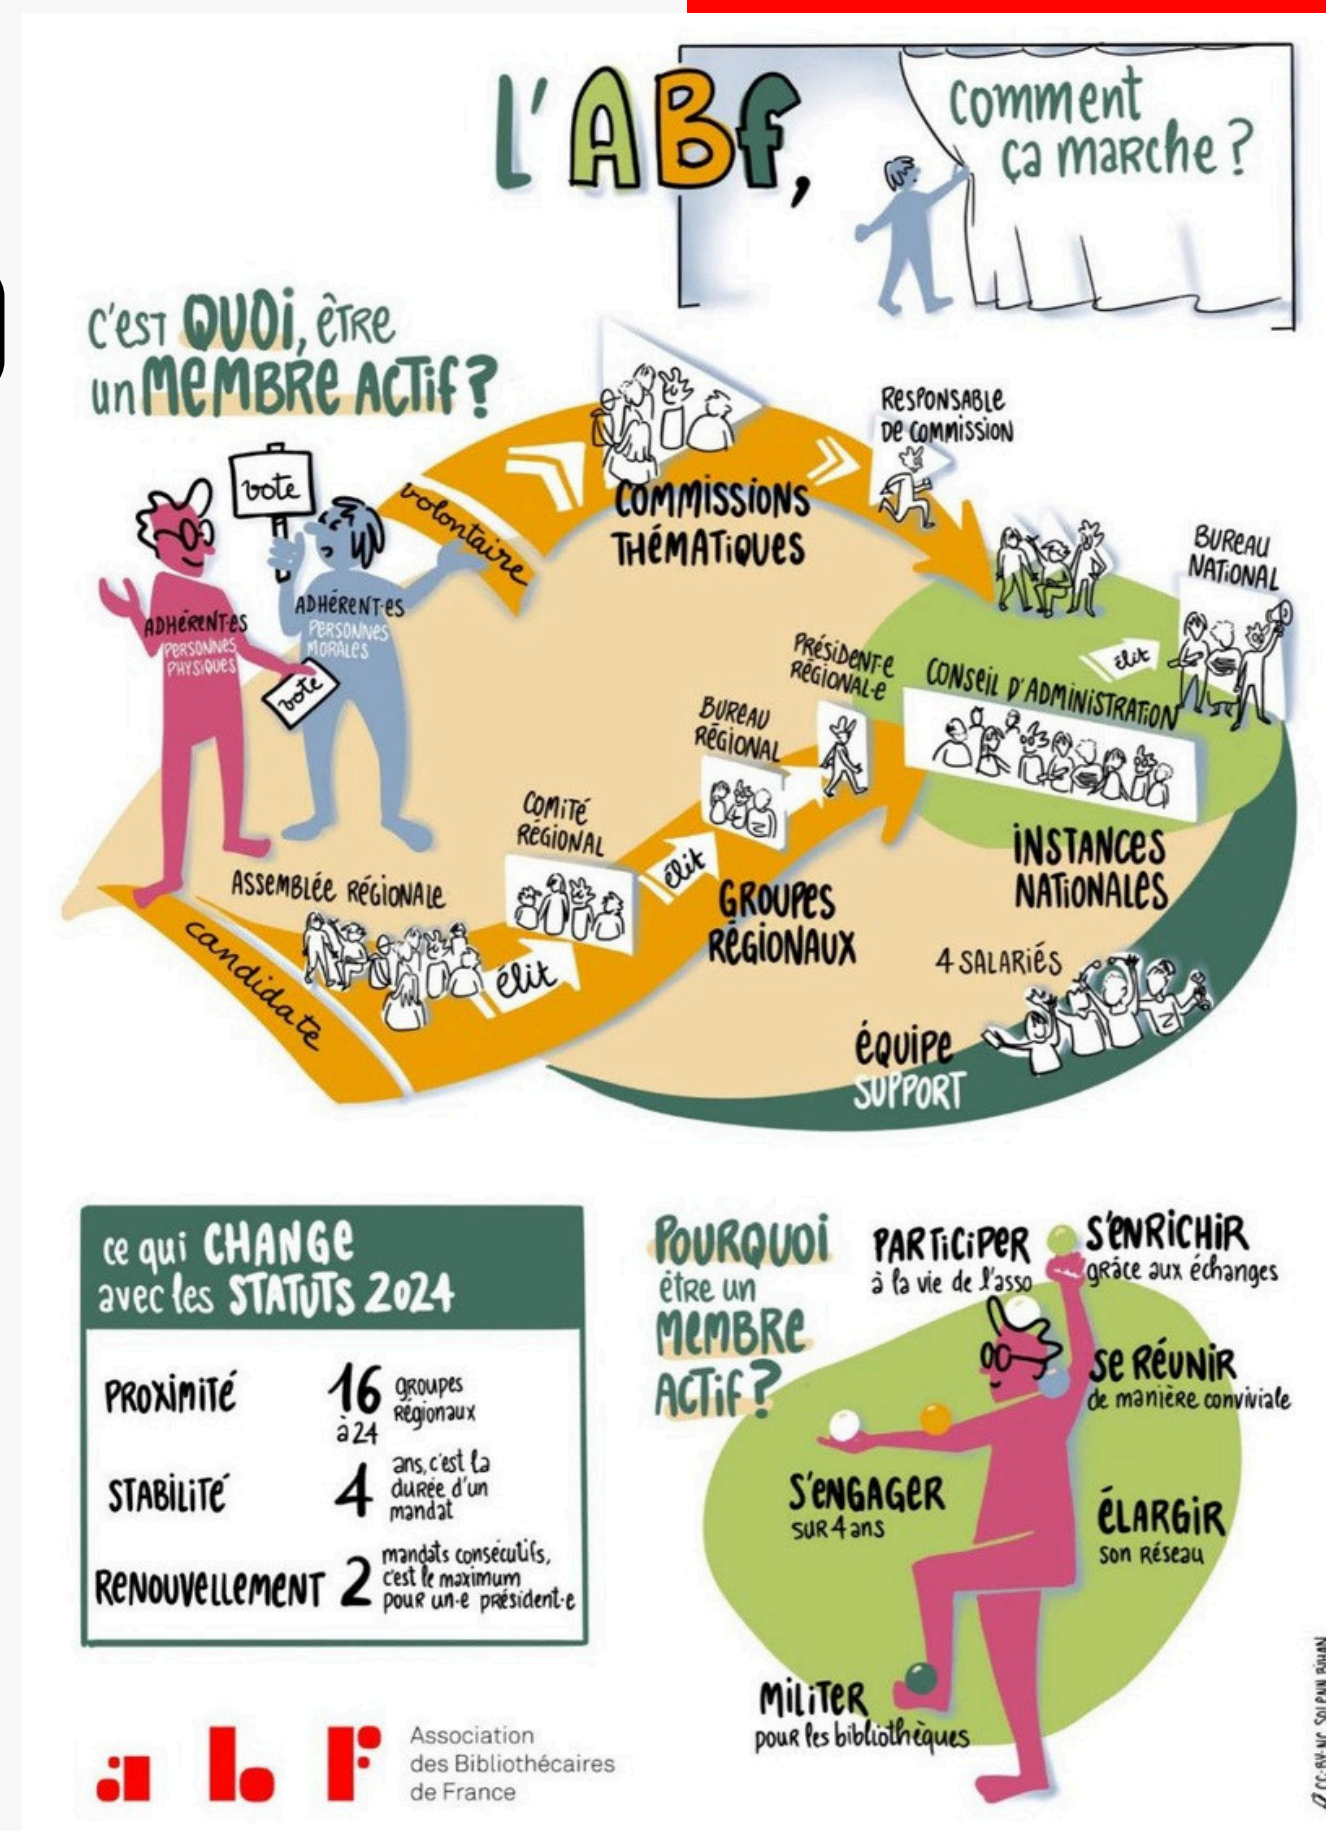 L'ABF,
comment
ça marche ?
c'est QUOI, être
un MEMBRE ACTIF ?
vote
volontaire
ADHÉRENT·ES
PERSONNES
PHYSIQUES
ADHÉRENT·ES
PERSONNES
MORALES
vote
COMMISSIONS
THÉMATIQUES
RESPONSABLE
DE COMMISSION
BUREAU
NATIONAL
élit
PRÉSIDENT·E
RÉGIONAL·E
CONSEIL D'ADMINISTRATION
BUREAU
RÉGIONAL
COMITÉ
RÉGIONAL
élit
INSTANCES
NATIONALES
ASSEMBLÉE RÉGIONALE
GROUPES
RÉGIONAUX
candidate
élit
4 SALARIÉS
ÉQUIPE
SUPPORT
ce qui CHANGE
avec les STATUTS 2024
PROXIMITÉ
16
à 24
groupes
Régionaux
STABILITÉ
4
ans, c'est la
durée d'un
mandat
RENOUVELLEMENT
2
mandats consécutifs,
c'est le maximum
pour un·e président·e
POURQUOI
être un
MEMBRE
ACTIF ?
PARTICIPER
à la vie de l'asso
S'ENRICHIR
grâce aux échanges
SE RÉUNIR
de manière conviviale
S'ENGAGER
sur 4 ans
ÉLARGIR
son réseau
MILITER
pour les bibliothèques
abf
Association
des Bibliothécaires
de France
CC-BY-NC SOLENN BIHAN